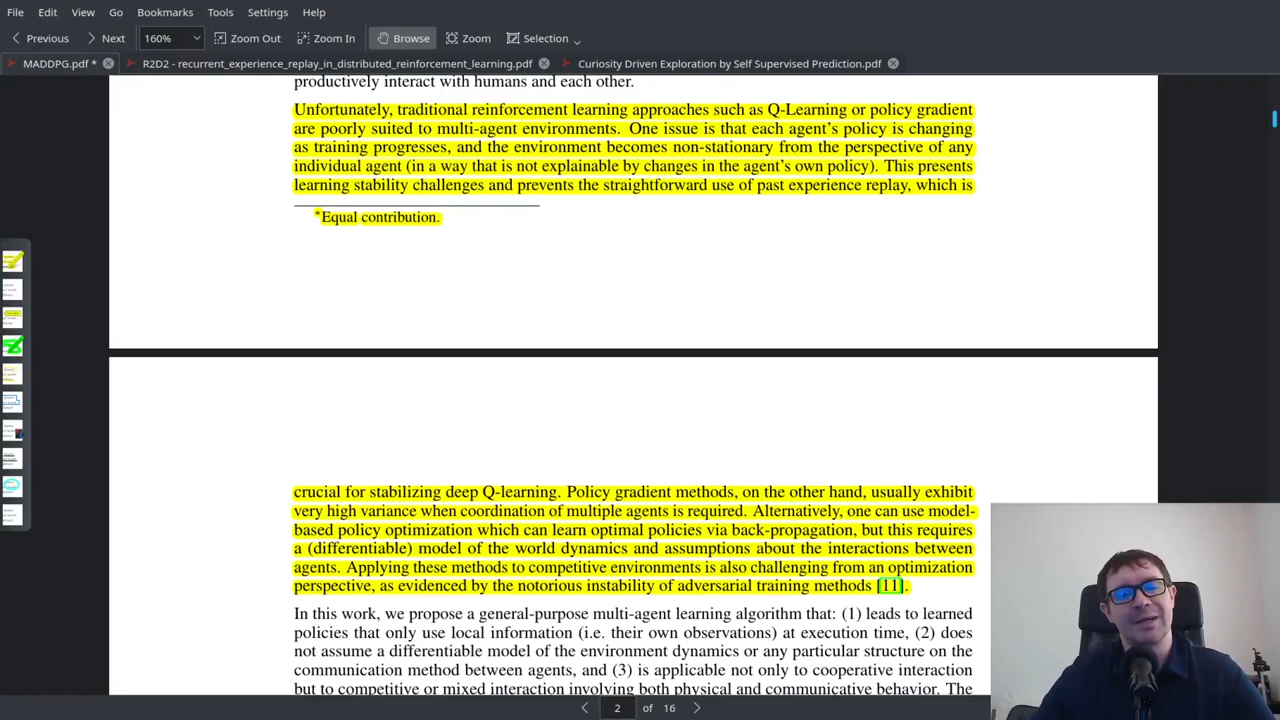 File Edit View Go Bookmarks Tools Settings Help
Previous Next 160% Zoom Out Zoom In Browse Zoom Selection
MADDPG.pdf * R2D2 - recurrent_experience_replay_in_distributed_reinforcement_learning.pdf Curiosity Driven Exploration by Self Supervised Prediction.pdf
productively interact with humans and each other.
Unfortunately, traditional reinforcement learning approaches such as Q-Learning or policy gradient
are poorly suited to multi-agent environments. One issue is that each agent's policy is changing
as training progresses, and the environment becomes non-stationary from the perspective of any
individual agent (in a way that is not explainable by changes in the agent's own policy). This presents
learning stability challenges and prevents the straightforward use of past experience replay, which is
*Equal contribution.
crucial for stabilizing deep Q-learning. Policy gradient methods, on the other hand, usually exhibit
very high variance when coordination of multiple agents is required. Alternatively, one can use model-
based policy optimization which can learn optimal policies via back-propagation, but this requires
a (differentiable) model of the world dynamics and assumptions about the interactions between
agents. Applying these methods to competitive environments is also challenging from an optimization
perspective, as evidenced by the notorious instability of adversarial training methods [11].
In this work, we propose a general-purpose multi-agent learning algorithm that: (1) leads to learned
policies that only use local information (i.e. their own observations) at execution time, (2) does
not assume a differentiable model of the environment dynamics or any particular structure on the
communication method between agents, and (3) is applicable not only to cooperative interaction
but to competitive or mixed interaction involving both physical and communicative behavior. The
2 of 16